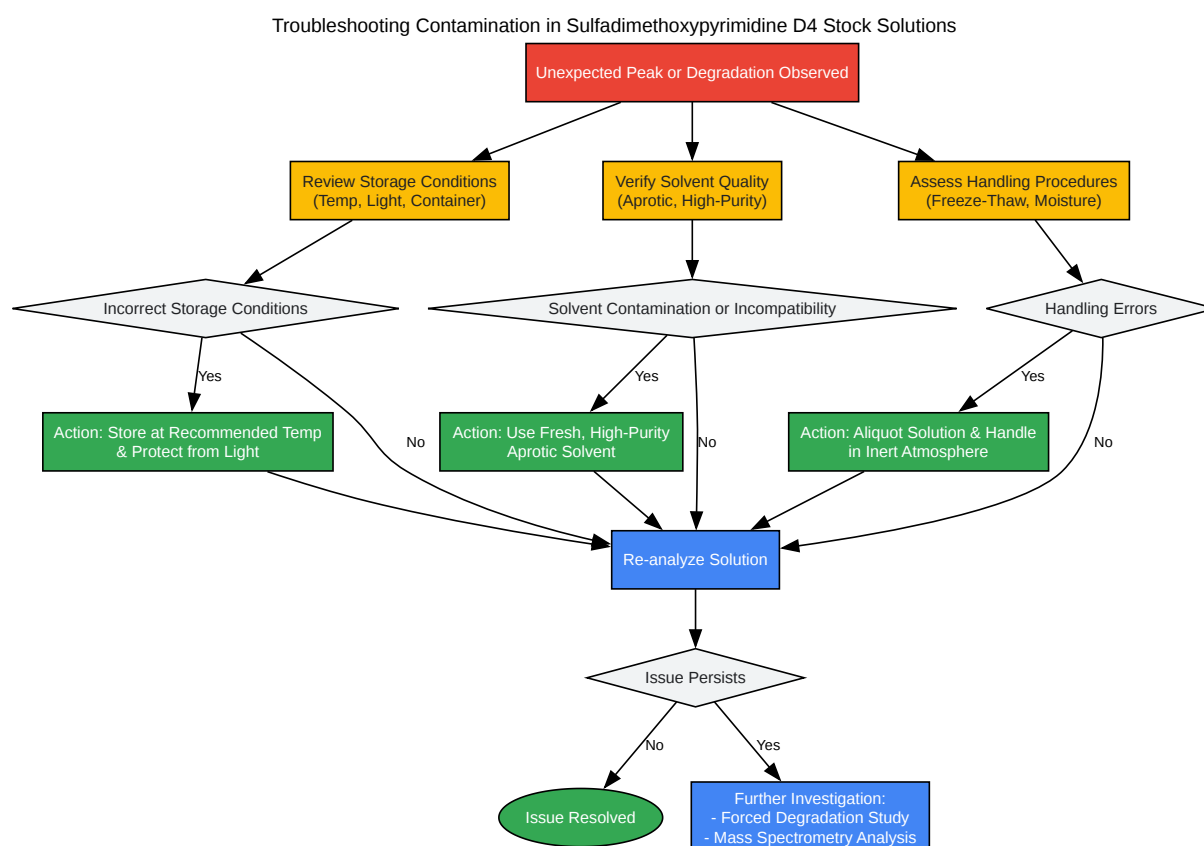 Troubleshooting Contamination in Sulfadimethoxypyrimidine D4 Stock Solutions
Unexpected Peak or Degradation Observed
Review Storage Conditions
(Temp, Light, Container)
Verify Solvent Quality
(Aprotic, High-Purity)
Assess Handling Procedures
(Freeze-Thaw, Moisture)
Incorrect Storage Conditions
Solvent Contamination or Incompatibility
Handling Errors
Yes
Yes
Yes
Action: Store at Recommended Temp
& Protect from Light
No
Action: Use Fresh, High-Purity
Aprotic Solvent
No
Action: Aliquot Solution & Handle
in Inert Atmosphere
No
Re-analyze Solution
Issue Persists
No
Yes
Issue Resolved
Further Investigation:
- Forced Degradation Study
- Mass Spectrometry Analysis